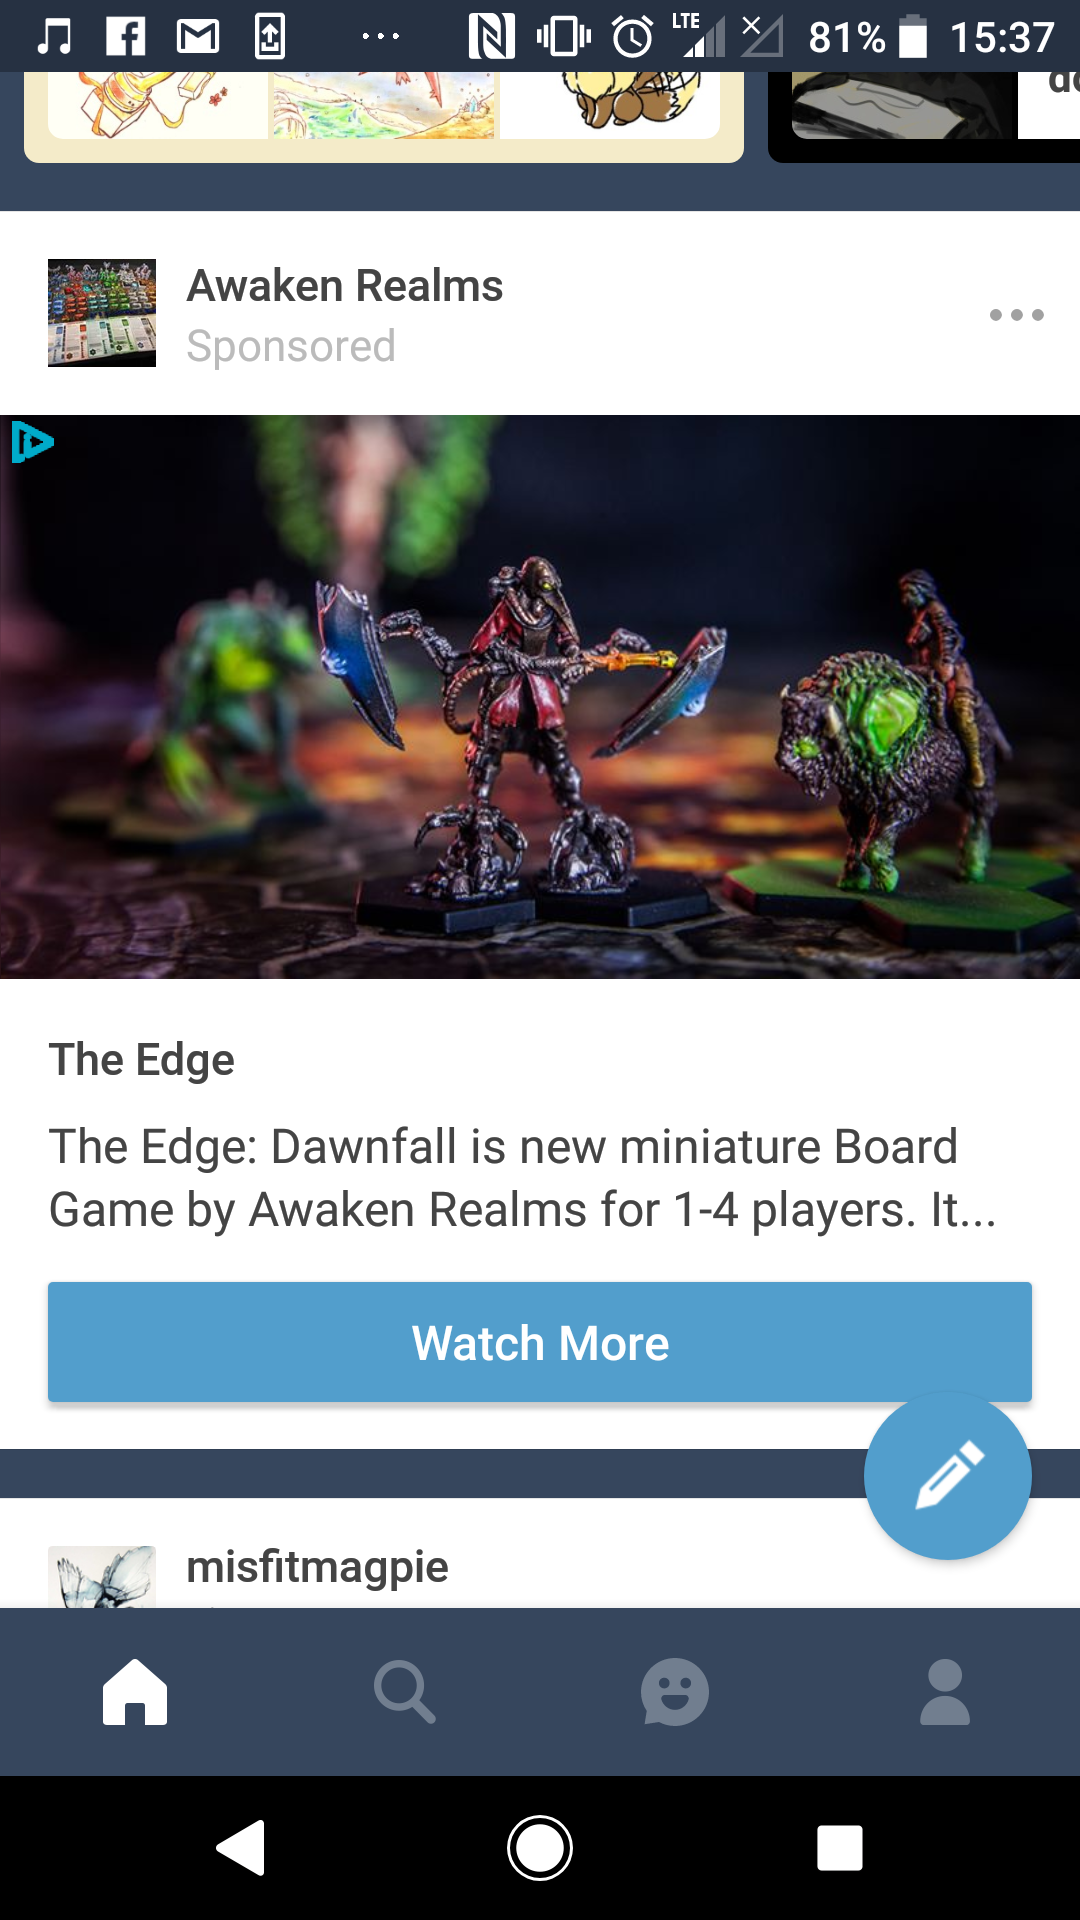 LTE
81%
15:37
Awaken Realms
Sponsored
The Edge
The Edge: Dawnfall is new miniature Board
Game by Awaken Realms for 1-4 players. It...
Watch More
misfitmagpie